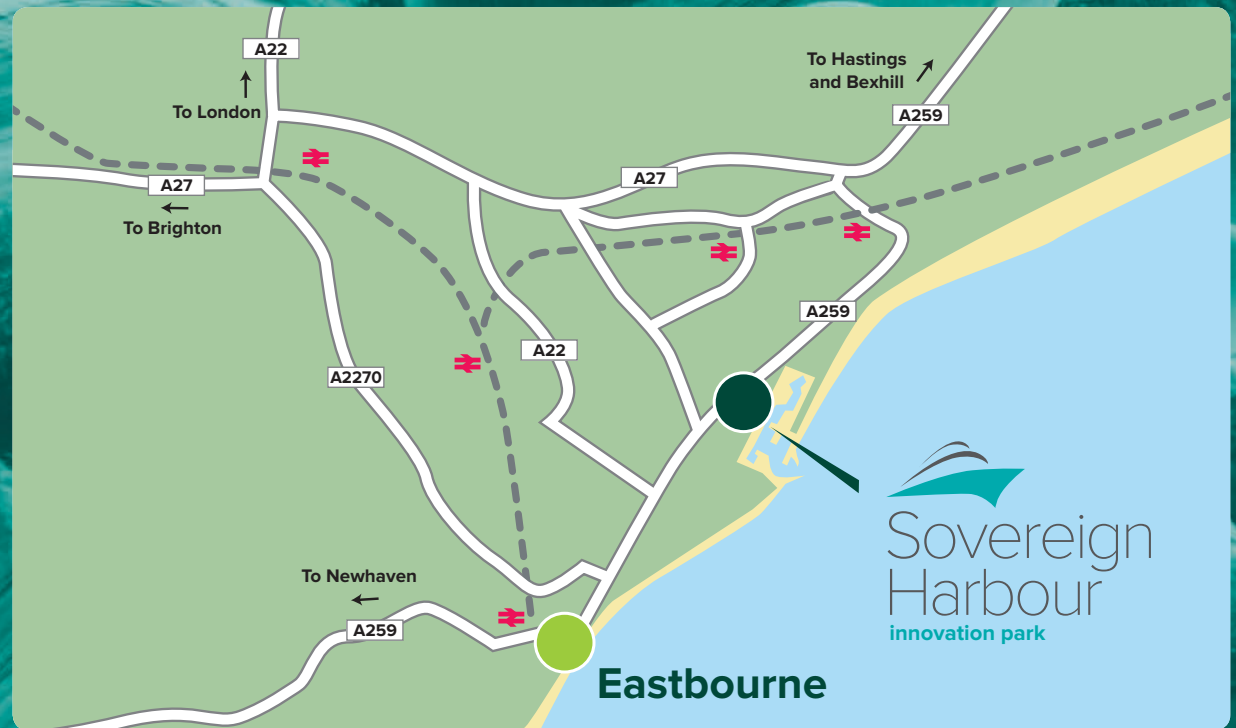 A22
To London
To Hastings
and Bexhill
A259
A27
A27
To Brighton
A259
A22
A2270
Sovereign
Harbour
innovation park
To Newhaven
A259
Eastbourne